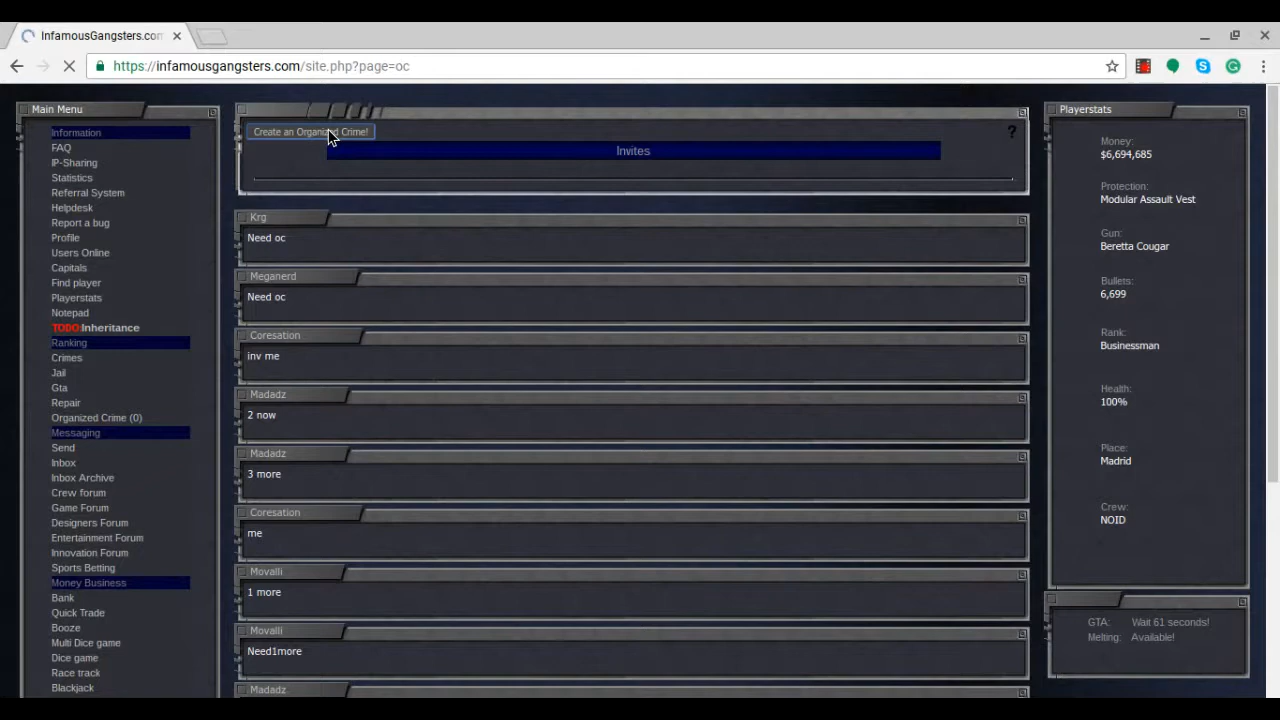 InfamousGangsters.com
https://infamousgangsters.com/site.php?page=oc
Main Menu
Information
FAQ
IP-Sharing
Statistics
Referral System
Helpdesk
Report a bug
Profile
Users Online
Capitals
Find player
Playerstats
Notepad
TODO:Inheritance
Ranking
Crimes
Jail
Gta
Repair
Organized Crime (0)
Messaging
Send
Inbox
Inbox Archive
Crew forum
Game Forum
Designers Forum
Entertainment Forum
Innovation Forum
Sports Betting
Money Business
Bank
Quick Trade
Booze
Multi Dice game
Dice game
Race track
Blackjack
Create an Organized Crime!
?
Invites
Krg
Need oc
Meganerd
Need oc
Coresation
inv me
Madadz
2 now
Madadz
3 more
Coresation
me
Movalli
1 more
Movalli
Need1more
Madadz
Playerstats
Money:
$6,694,685
Protection:
Modular Assault Vest
Gun:
Beretta Cougar
Bullets:
6,699
Rank:
Businessman
Health:
100%
Place:
Madrid
Crew:
NOID
GTA: Wait 61 seconds!
Melting: Available!